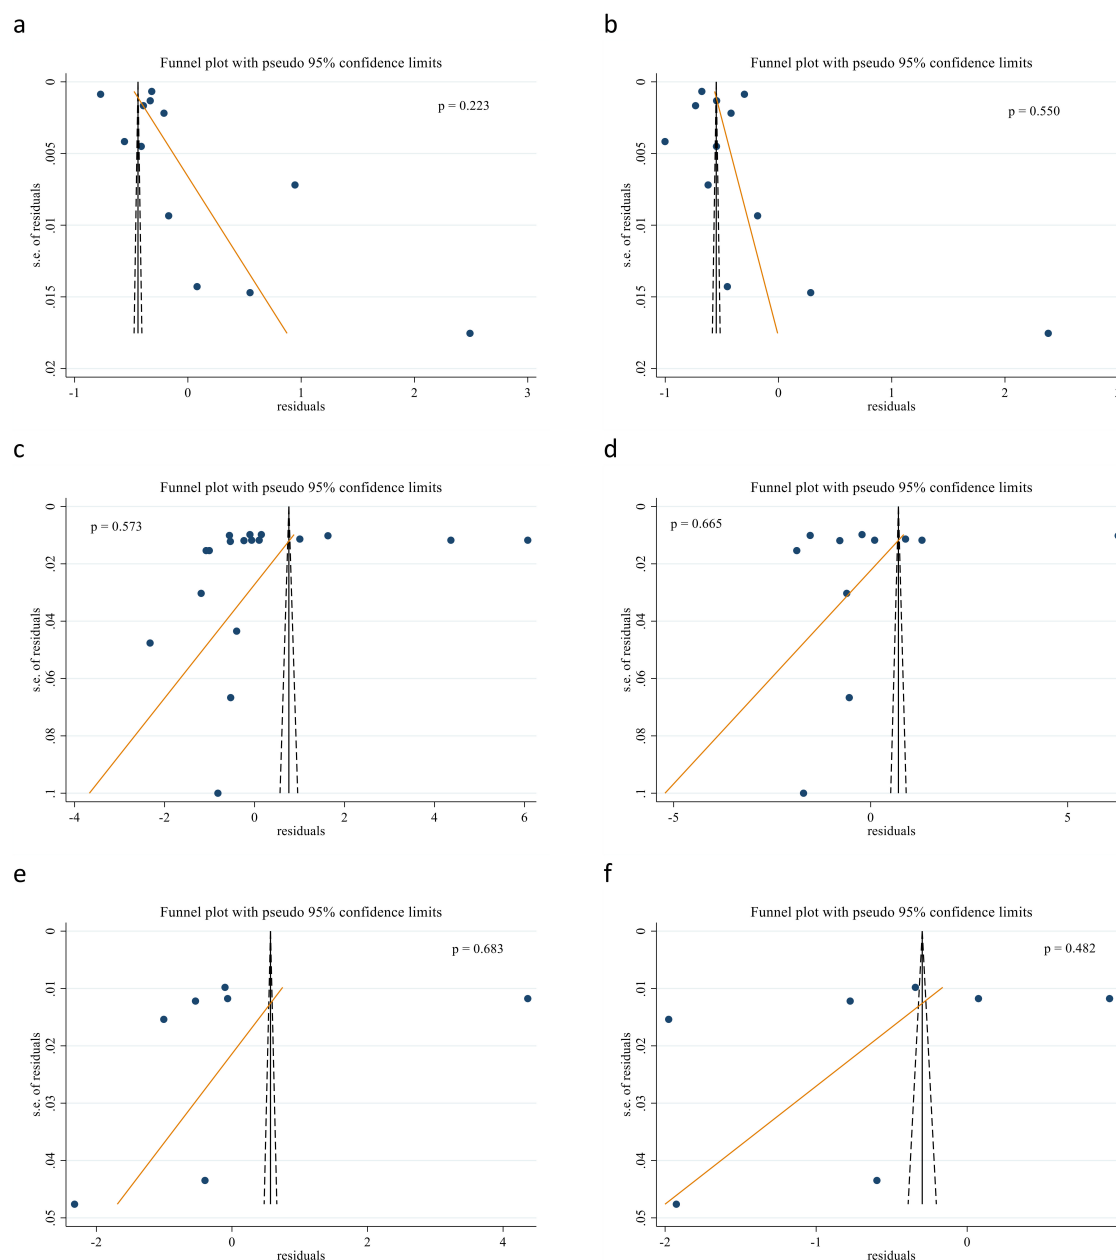 a
Funnel plot with pseudo 95% confidence limits
p = 0.223
s.e. of residuals
0
.005
.01
.015
.02
-1
0
1
2
3
residuals
b
Funnel plot with pseudo 95% confidence limits
p = 0.550
s.e. of residuals
0
.005
.01
.015
.02
-1
0
1
2
residuals
c
Funnel plot with pseudo 95% confidence limits
p = 0.573
s.e. of residuals
0
.02
.04
.06
.08
.1
-4
-2
0
2
4
6
residuals
d
Funnel plot with pseudo 95% confidence limits
p = 0.665
s.e. of residuals
0
.02
.04
.06
.08
.1
-5
0
5
residuals
e
Funnel plot with pseudo 95% confidence limits
p = 0.683
s.e. of residuals
0
.01
.02
.03
.04
.05
-2
0
2
4
residuals
f
Funnel plot with pseudo 95% confidence limits
p = 0.482
s.e. of residuals
0
.01
.02
.03
.04
.05
-2
-1
0
residuals